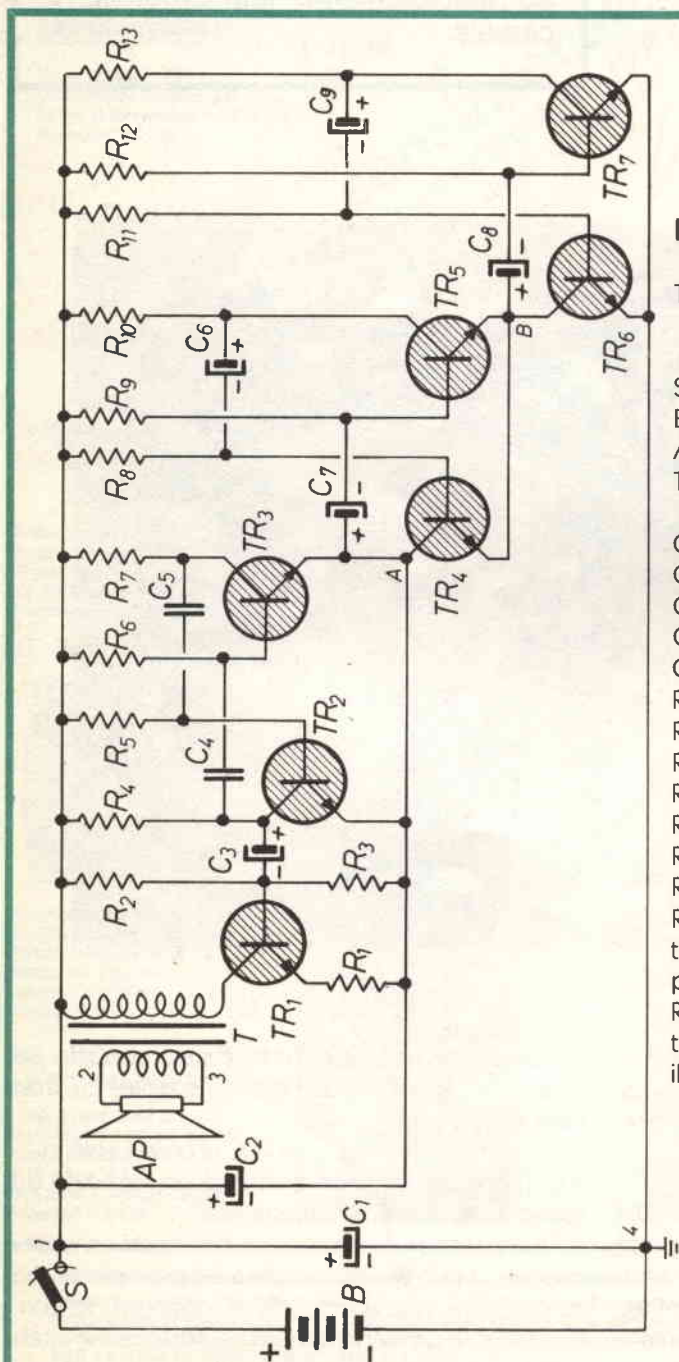 S 1 R2 R4 R5 R6 R7 R8 R9 R10 R11 R12 R13
+ AP 2 3 T C5 C6 - + C9 - +
C4 TR3
C2 + - TR1 C3 - + TR2 C7 + - TR5
R1 R3 A TR4 C8 + -
B + - C1 + - B TR6 TR7
4